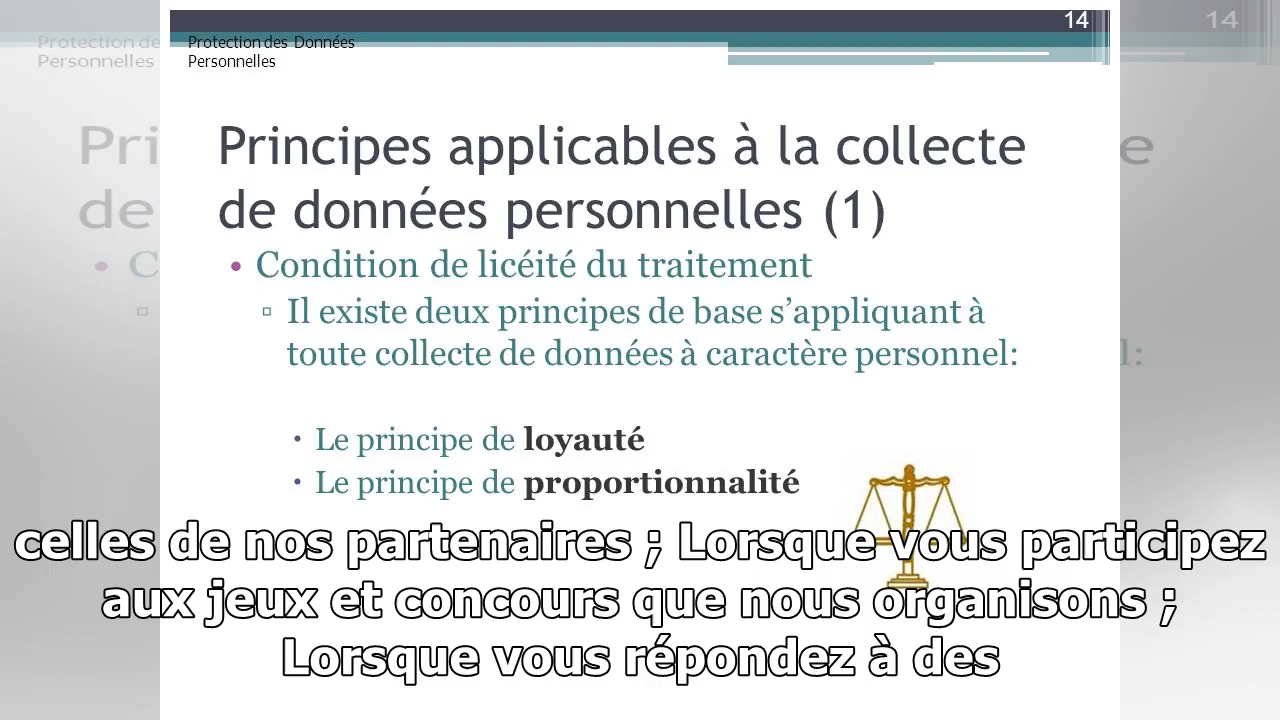 14
Protection des Données
Personnelles
Principes applicables à la collecte
de données personnelles (1)
• Condition de licéité du traitement
▫ Il existe deux principes de base s’appliquant à
toute collecte de données à caractère personnel:
▪ Le principe de loyauté
▪ Le principe de proportionnalité
celles de nos partenaires ; Lorsque vous participez
aux jeux et concours que nous organisons ;
Lorsque vous répondez à des